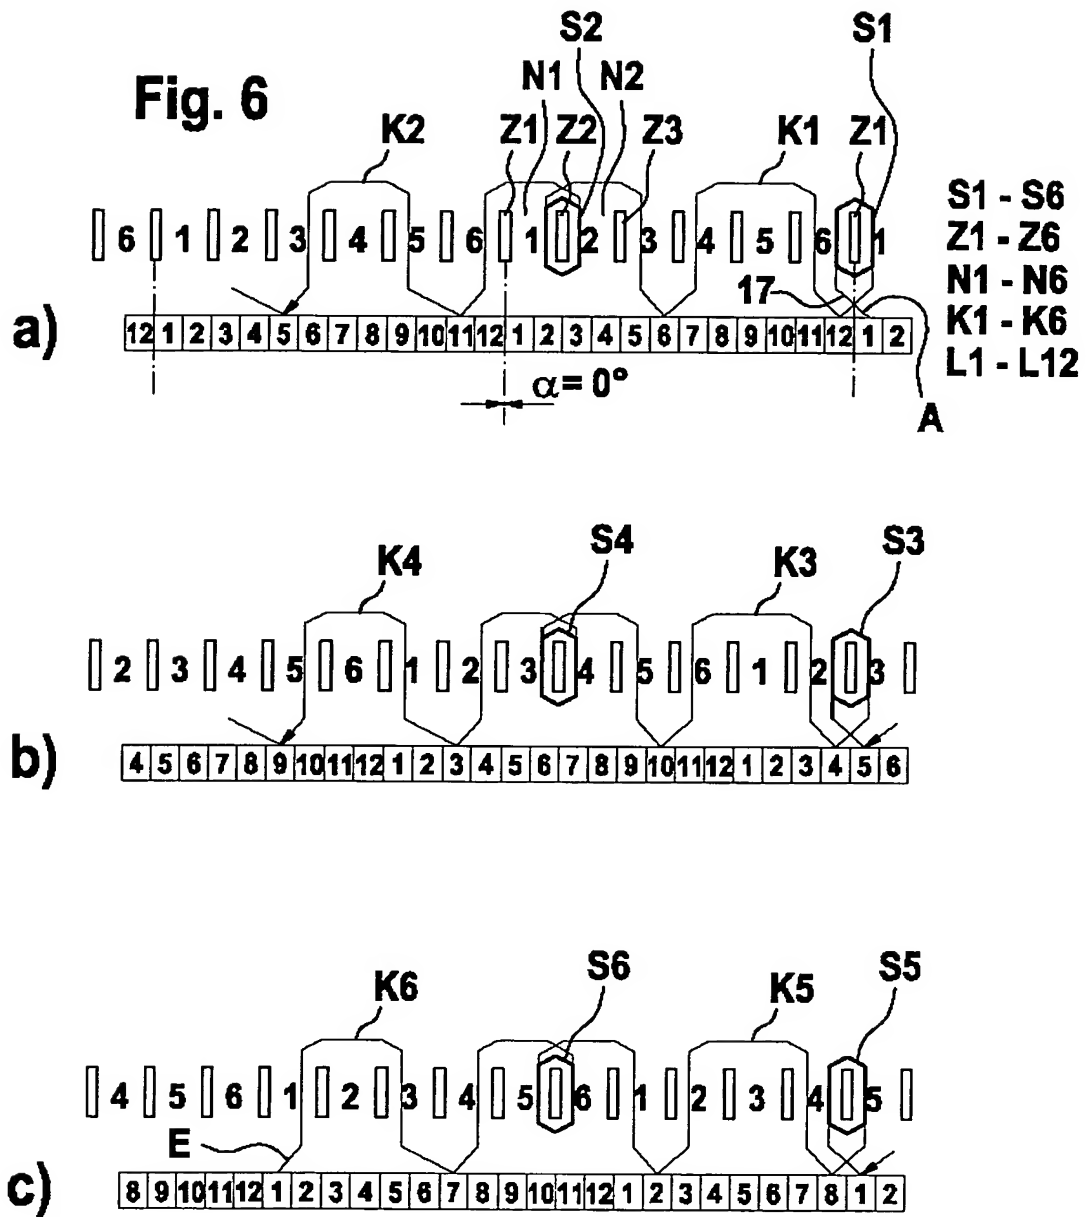 Fig. 6
S2
S1
N1
N2
K2
Z1
Z2
Z3
K1
Z1
6 1 2 3 4 5 6 1 2 3 4 5 6 1
S1 - S6
Z1 - Z6
N1 - N6
K1 - K6
L1 - L12
17
a)
12 1 2 3 4 5 6 7 8 9 10 11 12 1 2 3 4 5 6 7 8 9 10 11 12 1 2
α = 0°
A
K4
S4
K3
S3
2 3 4 5 6 1 2 3 4 5 6 1 2 3
b)
4 5 6 7 8 9 10 11 12 1 2 3 4 5 6 7 8 9 10 11 12 1 2 3 4 5 6
K6
S6
K5
S5
4 5 6 1 2 3 4 5 6 1 2 3 4 5
E
c)
8 9 10 11 12 1 2 3 4 5 6 7 8 9 10 11 12 1 2 3 4 5 6 7 8 1 2